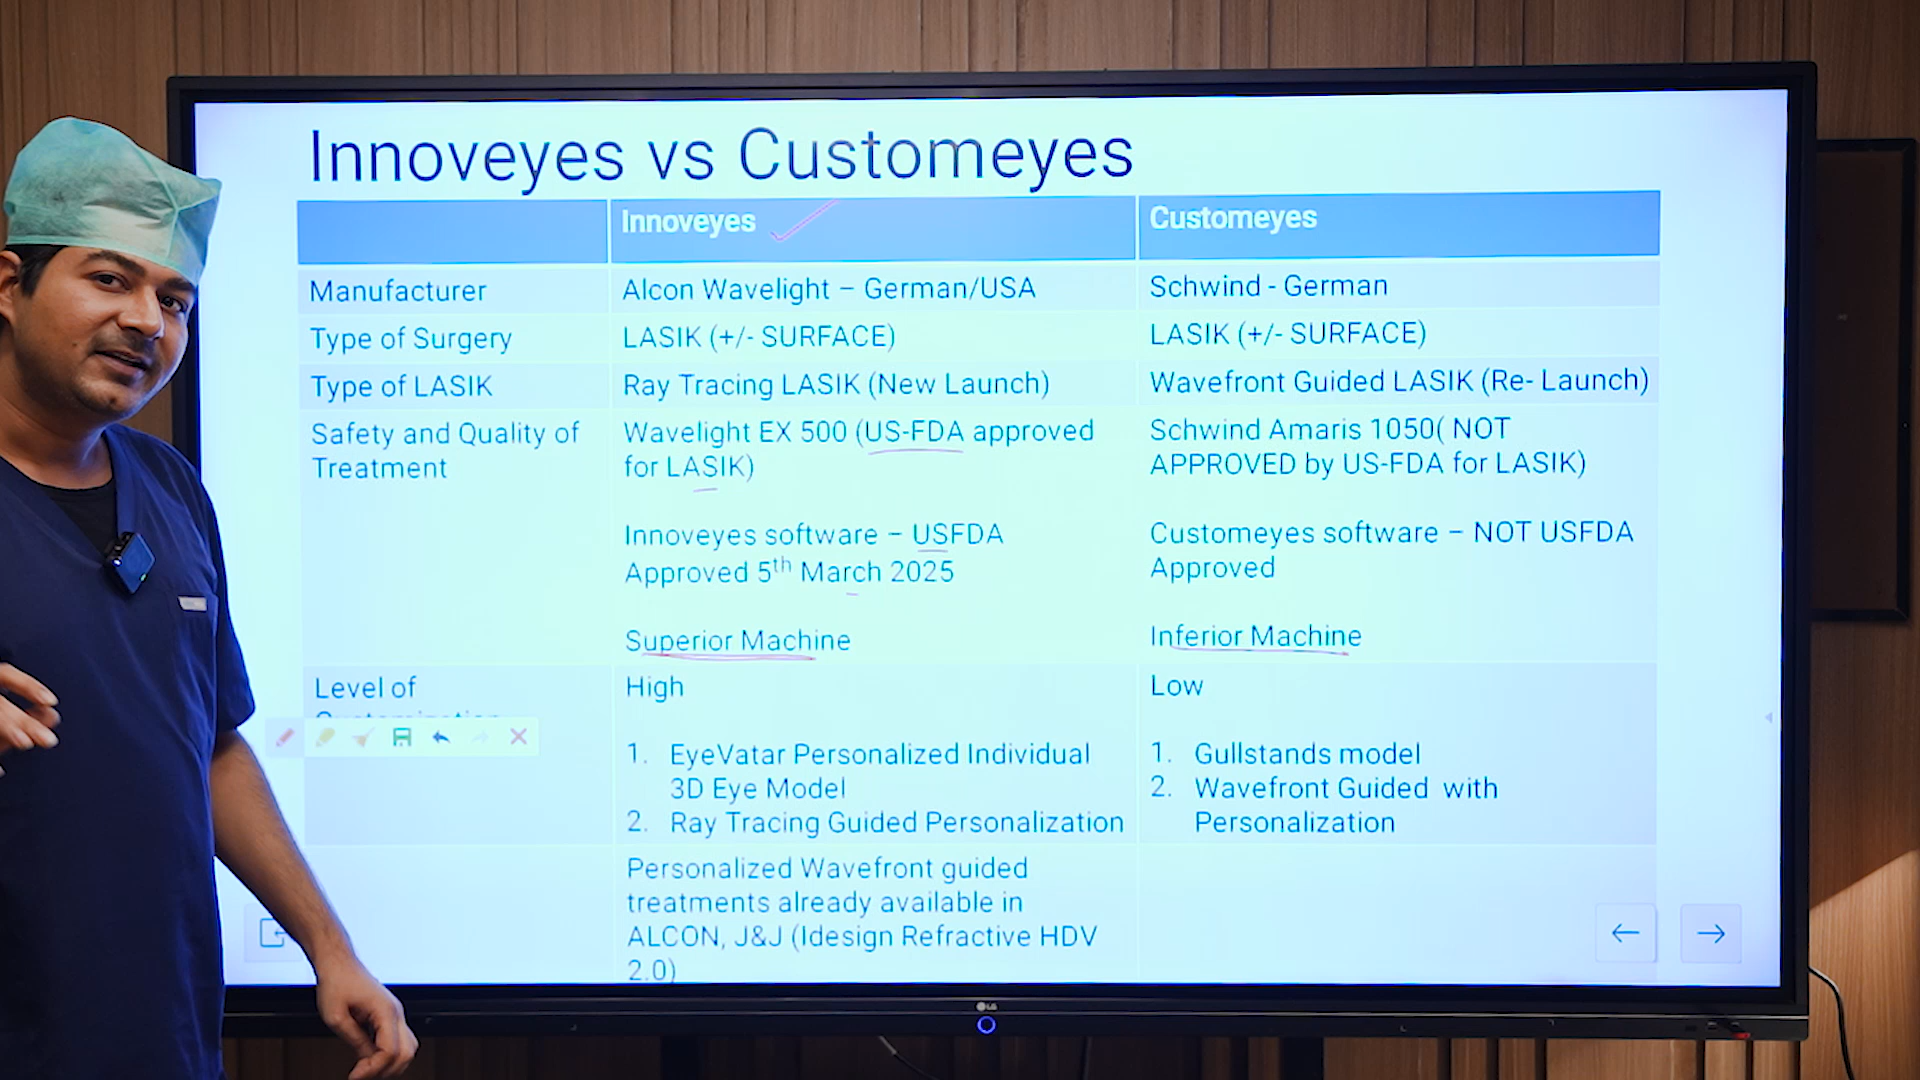 Innoveyes vs Customeyes
Innoveyes
Customeyes
Manufacturer
Alcon Wavelight – German/USA
Schwind - German
Type of Surgery
LASIK (+/- SURFACE)
LASIK (+/- SURFACE)
Type of LASIK
Ray Tracing LASIK (New Launch)
Wavefront Guided LASIK (Re- Launch)
Safety and Quality of
Treatment
Wavelight EX 500 (US-FDA approved
for LASIK)
Innoveyes software – USFDA
Approved 5th March 2025
Superior Machine
Schwind Amaris 1050( NOT
APPROVED by US-FDA for LASIK)
Customeyes software – NOT USFDA
Approved
Inferior Machine
Level of
High
1. EyeVatar Personalized Individual
3D Eye Model
2. Ray Tracing Guided Personalization
Low
1. Gullstands model
2. Wavefront Guided with
Personalization
Personalized Wavefront guided
treatments already available in
ALCON, J&J (Idesign Refractive HDV
2.0)
LG